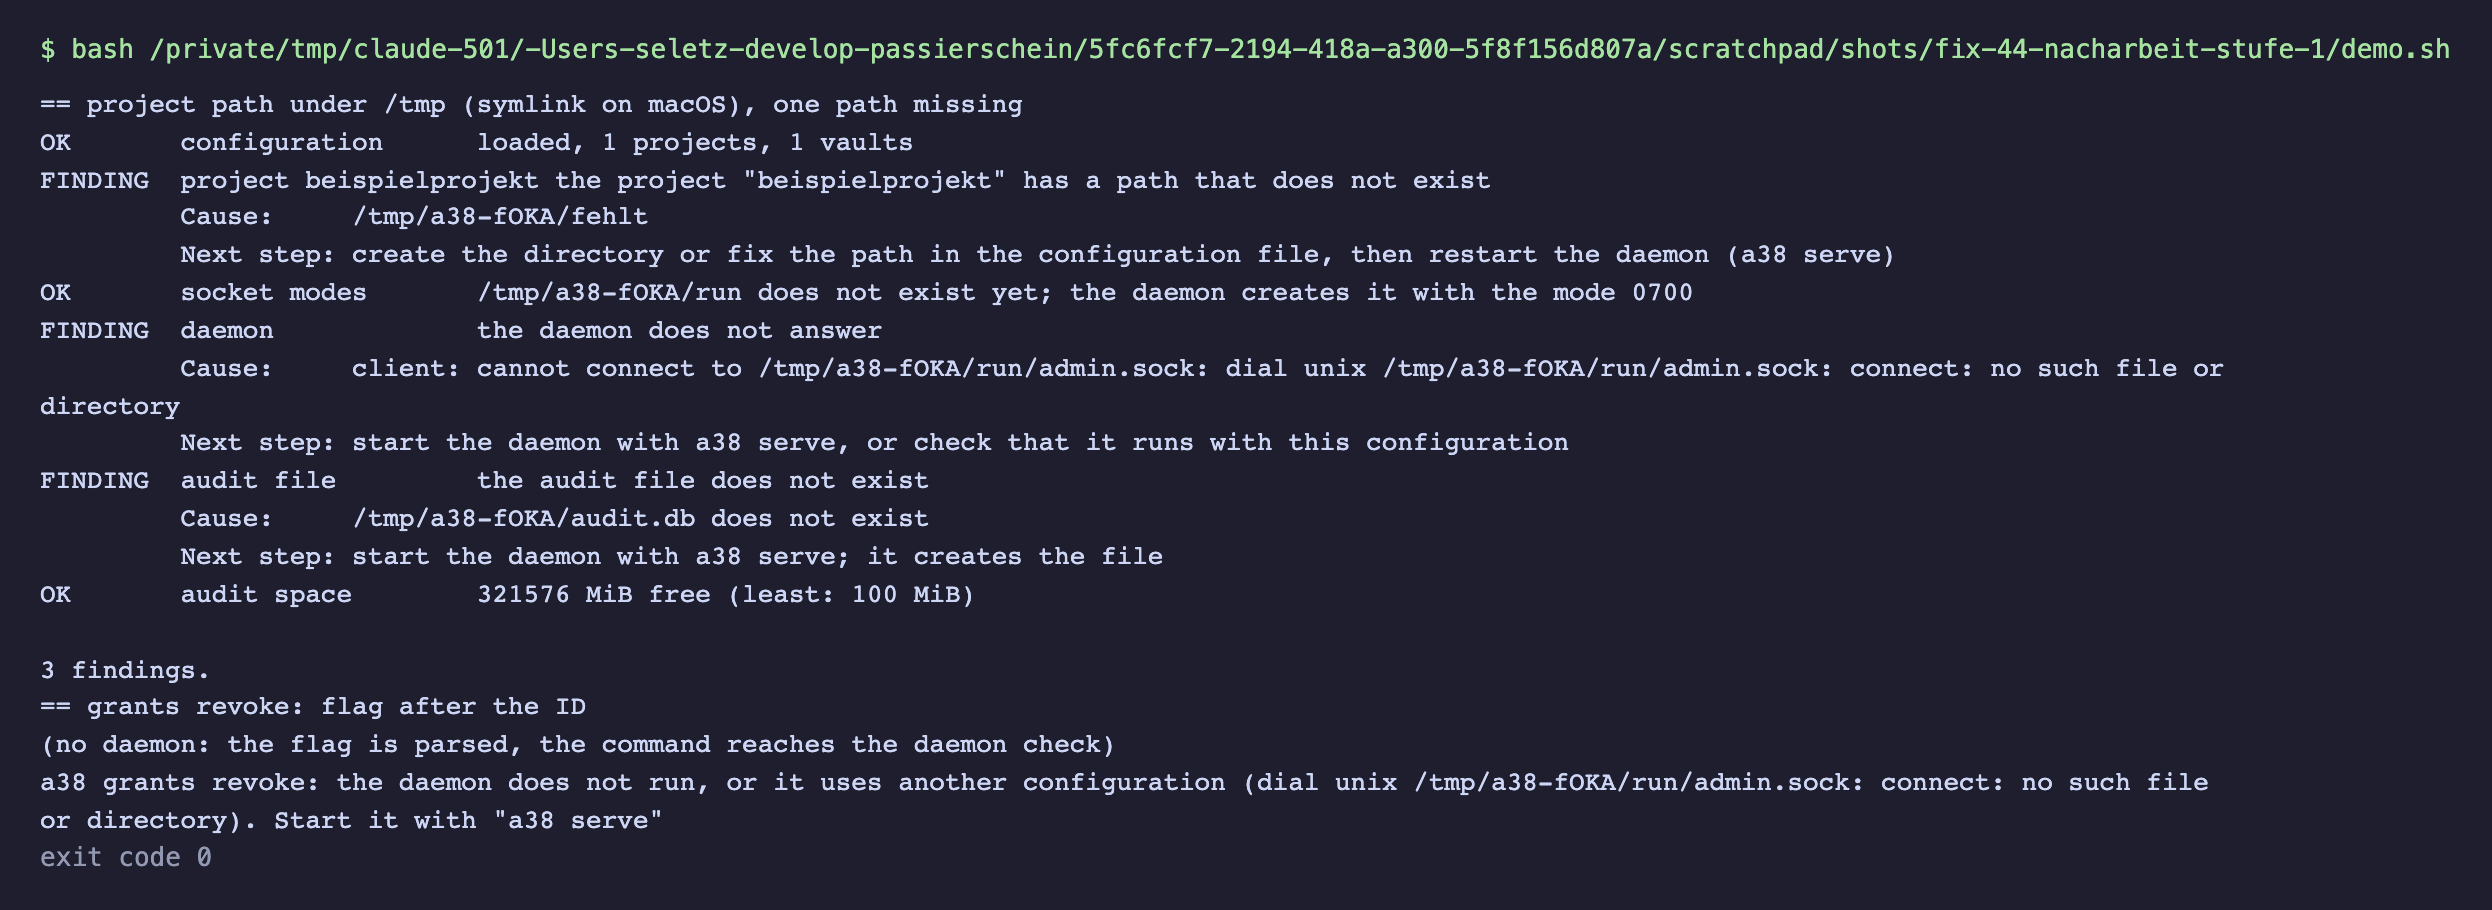 $ bash /private/tmp/claude-501/-Users-seletz-develop-passierschein/5fc6fcf7-2194-418a-a300-5f8f156d807a/scratchpad/shots/fix-44-nacharbeit-stufe-1/demo.sh
== project path under /tmp (symlink on macOS), one path missing
OK       configuration      loaded, 1 projects, 1 vaults
FINDING  project beispielprojekt the project "beispielprojekt" has a path that does not exist
         Cause:     /tmp/a38-fOKA/fehlt
         Next step: create the directory or fix the path in the configuration file, then restart the daemon (a38 serve)
OK       socket modes       /tmp/a38-fOKA/run does not exist yet; the daemon creates it with the mode 0700
FINDING  daemon             the daemon does not answer
         Cause:     client: cannot connect to /tmp/a38-fOKA/run/admin.sock: dial unix /tmp/a38-fOKA/run/admin.sock: connect: no such file or
directory
         Next step: start the daemon with a38 serve, or check that it runs with this configuration
FINDING  audit file         the audit file does not exist
         Cause:     /tmp/a38-fOKA/audit.db does not exist
         Next step: start the daemon with a38 serve; it creates the file
OK       audit space        321576 MiB free (least: 100 MiB)

3 findings.
== grants revoke: flag after the ID
(no daemon: the flag is parsed, the command reaches the daemon check)
a38 grants revoke: the daemon does not run, or it uses another configuration (dial unix /tmp/a38-fOKA/run/admin.sock: connect: no such file
or directory). Start it with "a38 serve"
exit code 0